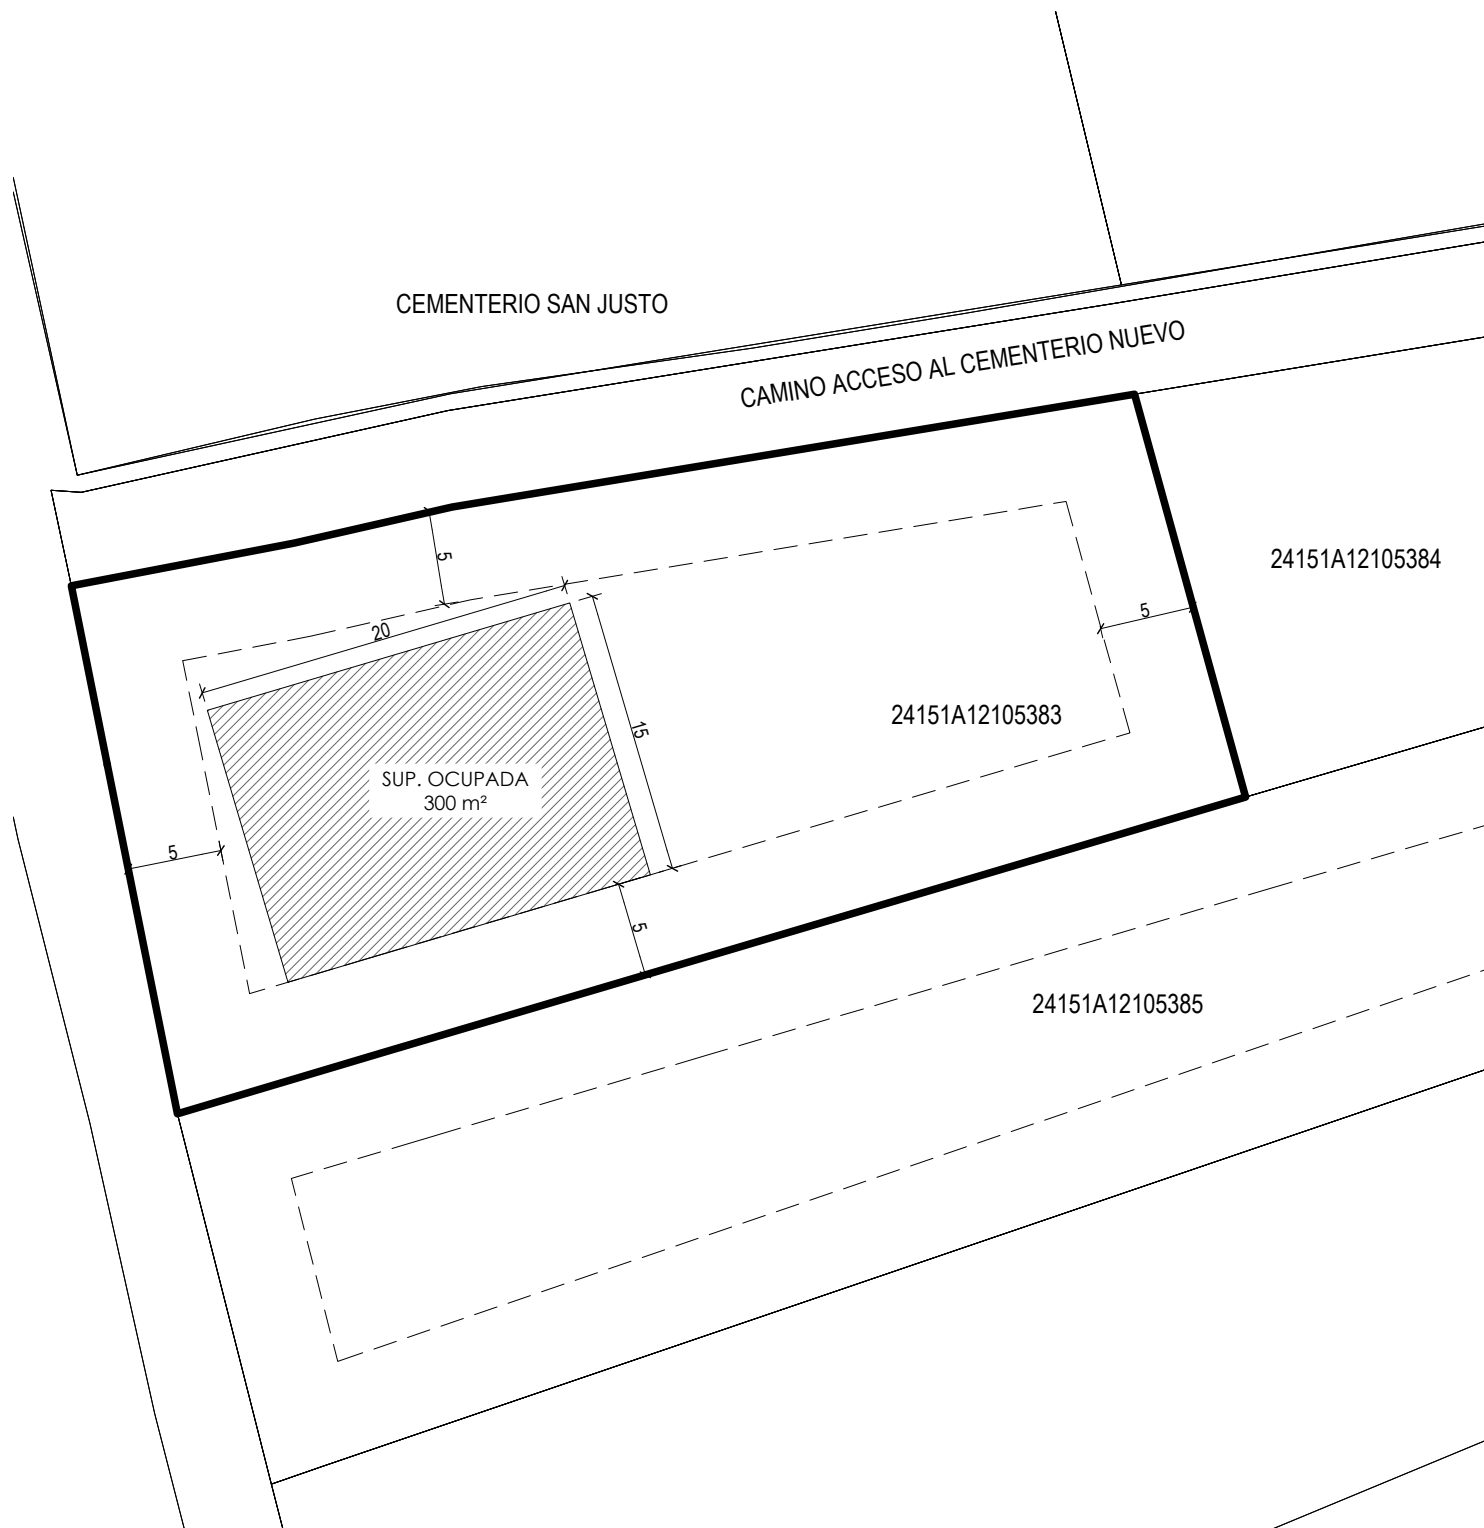 CEMENTERIO SAN JUSTO
CAMINO ACCESO AL CEMENTERIO NUEVO
5
24151A12105384
5
20
24151A12105383
15
SUP. OCUPADA
300 m²
5
5
24151A12105385